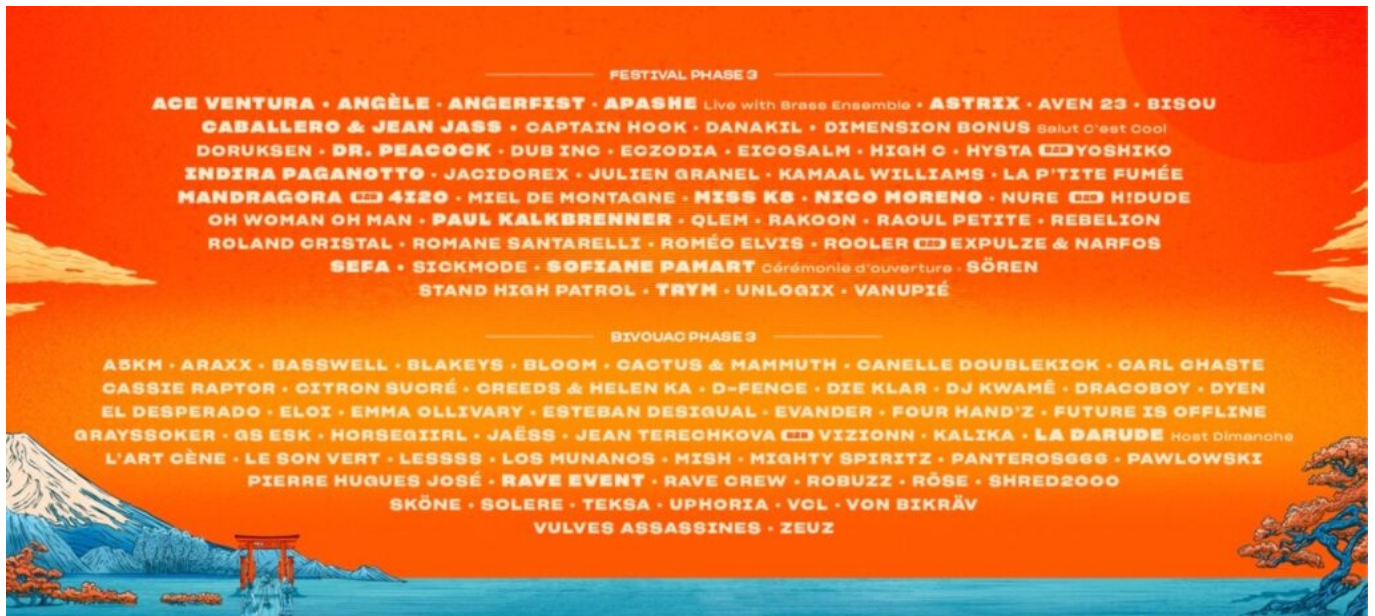 FESTIVAL PHASE 3
ACE VENTURA • ANGÈLE • ANGERFIST • APASHE Live with Brass Ensemble • ASTRIX • AVEN 23 • BISOU
CABALLERO & JEAN JASS • CAPTAIN HOOK • DANAKIL • DIMENSION BONUS Salut C'est Cool
DORUKSEN • DR. PEACOCK • DUB INC • ECZODIA • EICOSALM • HIGH C • HYSTA B2B YOSHIKO
INDIRA PAGANOTTO • JACIDOREX • JULIEN GRANEL • KAMAAL WILLIAMS • LA P'TITE FUMÉE
MANDRAGORA B2B 4I20 • MIEL DE MONTAGNE • MISS K8 • NICO MORENO • NURE B2B H!DUDE
OH WOMAN OH MAN • PAUL KALKBRENNER • QLEM • RAKOON • RAOUL PETITE • REBELION
ROLAND CRISTAL • ROMANE SANTARELLI • ROMÉO ELVIS • ROOLER B2B EXPULZE & NARFOS
SEFA • SICKMODE • SOFIANE PAMART Cérémonie d'ouverture • SÖREN
STAND HIGH PATROL • TRYM • UNLOGIX • VANUPIÉ
BIVOUAC PHASE 3
A5KM • ARAXX • BASSWELL • BLAKEYS • BLOOM • CACTUS & MAMMUTH • CANELLE DOUBLEKICK • CARL CHASTE
CASSIE RAPTOR • CITRON SUCRÉ • CREEDS & HELEN KA • D-FENCE • DIE KLAR • DJ KWAMÊ • DRACOBOY • DYEN
EL DESPERADO • ELOI • EMMA OLLIVARY • ESTEBAN DESIGUAL • EVANDER • FOUR HAND'Z • FUTURE IS OFFLINE
GRAYSSOKER • GS ESK • HORSEGIIRL • JAËSS • JEAN TERECHKOVA B2B VIZIONN • KALIKA • LA DARUDE Host Dimanche
L'ART CÈNE • LE SON VERT • LESSSS • LOS MUNANOS • MISH • MIGHTY SPIRITZ • PANTEROS666 • PAWLOWSKI
PIERRE HUGUES JOSÉ • RAVE EVENT • RAVE CREW • ROBUZZ • RÖSE • SHRED2000
SKÖNE • SOLERE • TEKSA • UPHORIA • VCL • VON BIKRÄV
VULVES ASSASSINES • ZEUZ